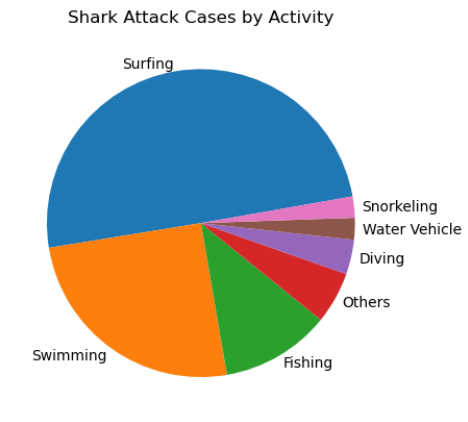 Shark Attack Cases by Activity
Surfing
Snorkeling
Water Vehicle
Diving
Others
Swimming
Fishing